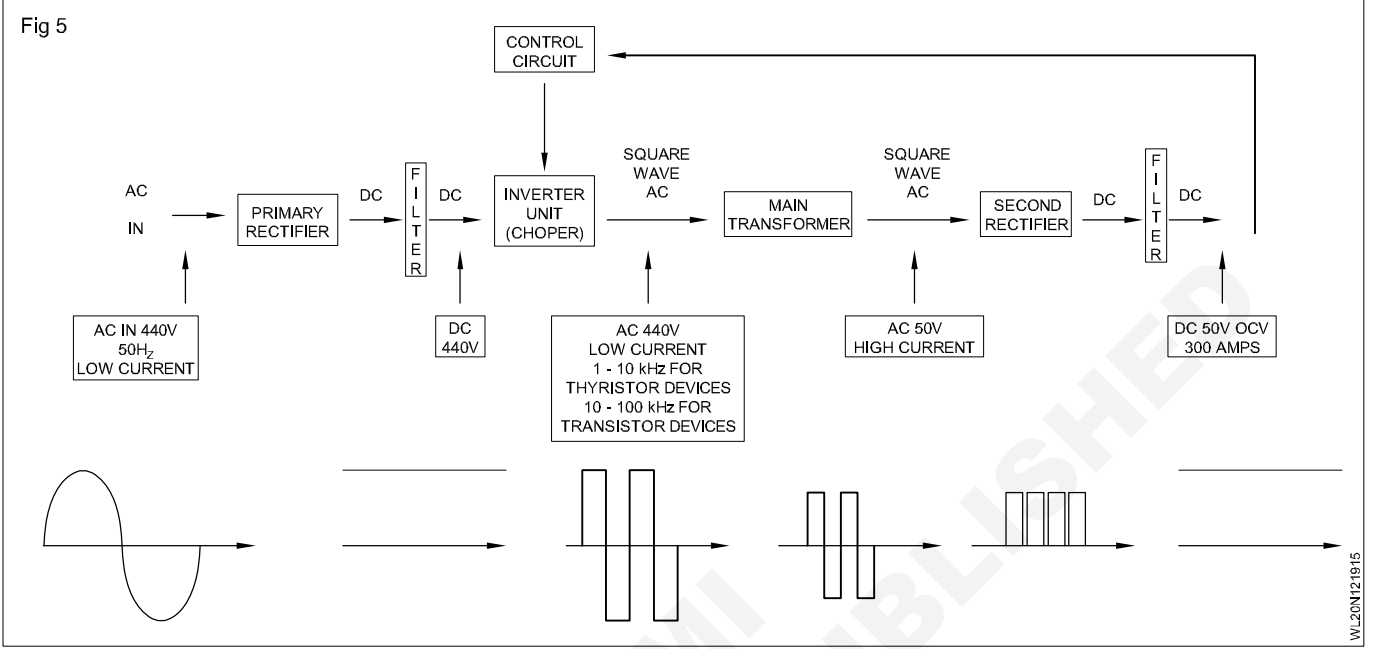 Fig 5
CONTROL
CIRCUIT
AC
IN
PRIMARY
RECTIFIER
DC
FILTER
DC
INVERTER
UNIT
(CHOPER)
SQUARE
WAVE
AC
MAIN
TRANSFORMER
SQUARE
WAVE
AC
SECOND
RECTIFIER
DC
FILTER
DC
AC IN 440V
50HZ
LOW CURRENT
DC
440V
AC 440V
LOW CURRENT
1 - 10 kHz FOR
THYRISTOR DEVICES
10 - 100 kHz FOR
TRANSISTOR DEVICES
AC 50V
HIGH CURRENT
DC 50V OCV
300 AMPS
WL20N121915